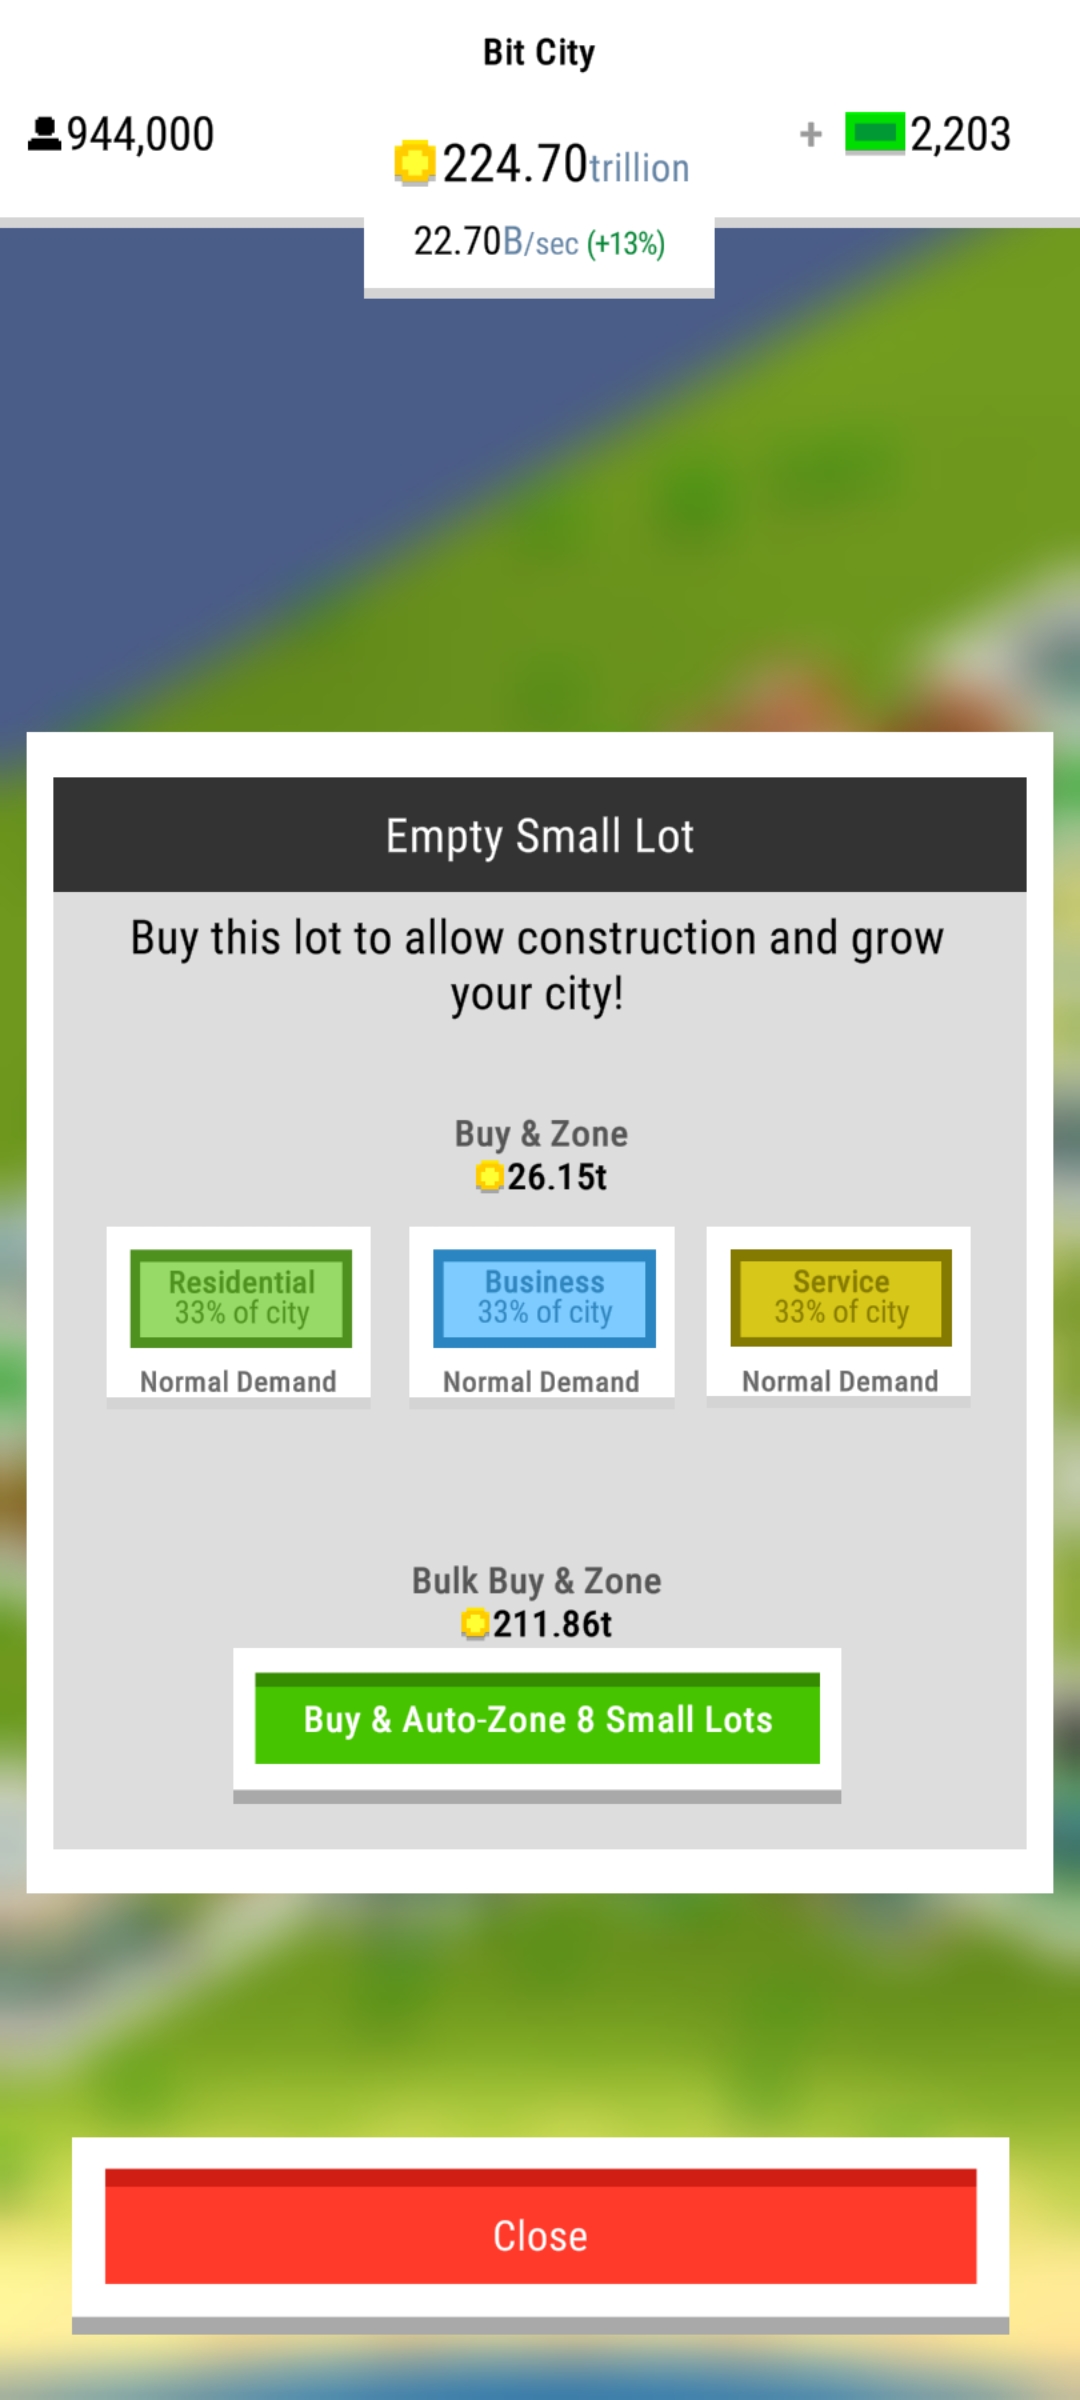 Bit City
944,000
224.70trillion
+ 2,203
22.70B/sec (+13%)
Empty Small Lot
Buy this lot to allow construction and grow
your city!
Buy & Zone
26.15t
Residential
33% of city
Normal Demand
Business
33% of city
Normal Demand
Service
33% of city
Normal Demand
Bulk Buy & Zone
211.86t
Buy & Auto-Zone 8 Small Lots
Close